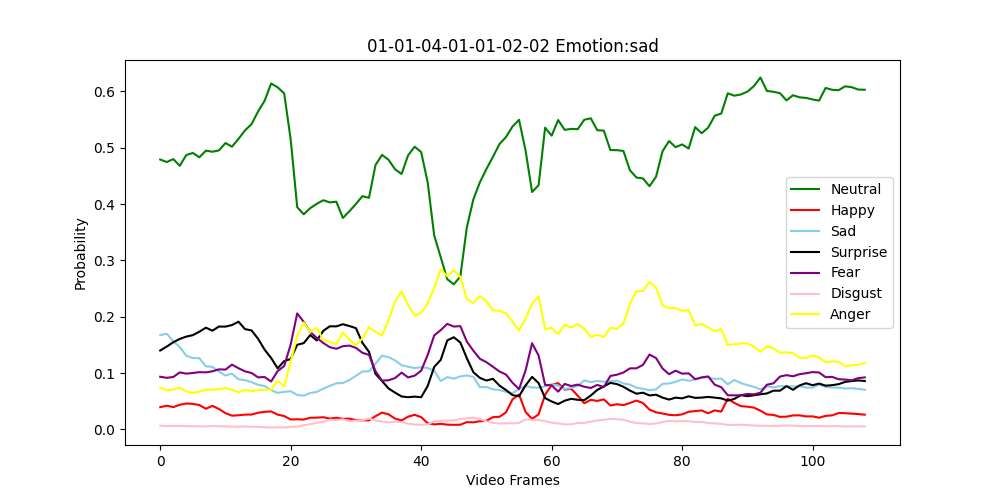 01-01-04-01-01-02-02 Emotion:sad
Probability
0.6
0.5
0.4
0.3
0.2
0.1
0.0
Neutral
Happy
Sad
Surprise
Fear
Disgust
Anger
0 20 40 60 80 100
Video Frames